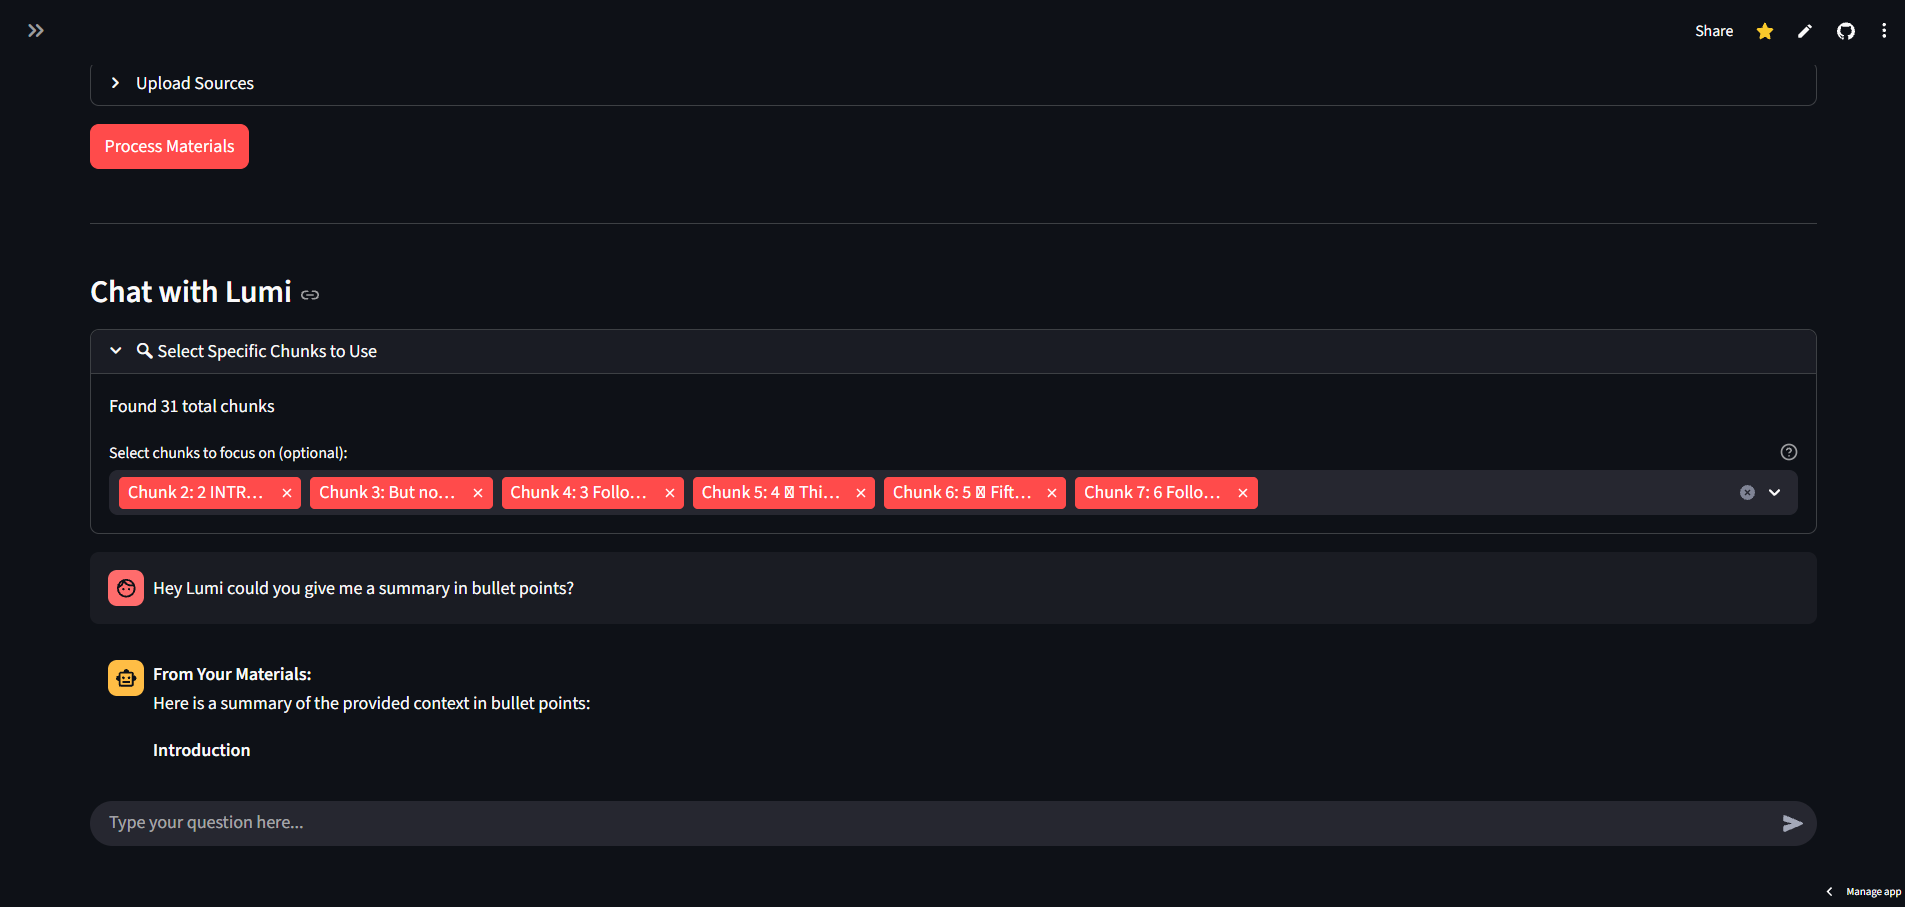 Share
Upload Sources
Process Materials
Chat with Lumi
Select Specific Chunks to Use
Found 31 total chunks
Select chunks to focus on (optional):
Chunk 2: 2 INTR...
Chunk 3: But no...
Chunk 4: 3 Follo...
Chunk 5: 4 Thi...
Chunk 6: 5 Fift...
Chunk 7: 6 Follo...
Hey Lumi could you give me a summary in bullet points?
From Your Materials:
Here is a summary of the provided context in bullet points:
Introduction
Type your question here...
Manage app